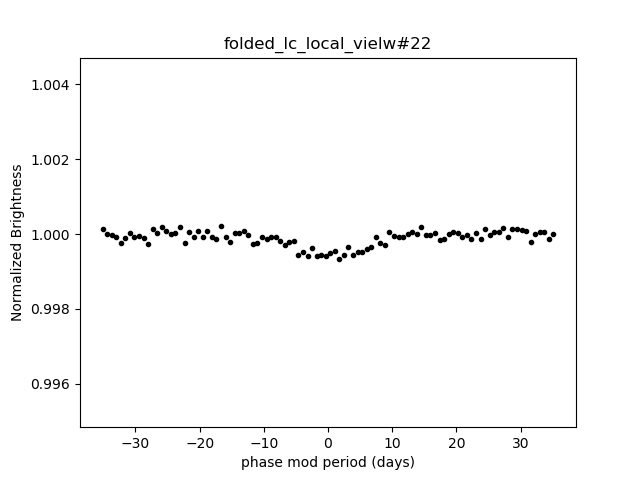 folded_lc_local_vielw#22
1.004
1.002
1.000
0.998
0.996
Normalized Brightness
−30 −20 −10 0 10 20 30
phase mod period (days)